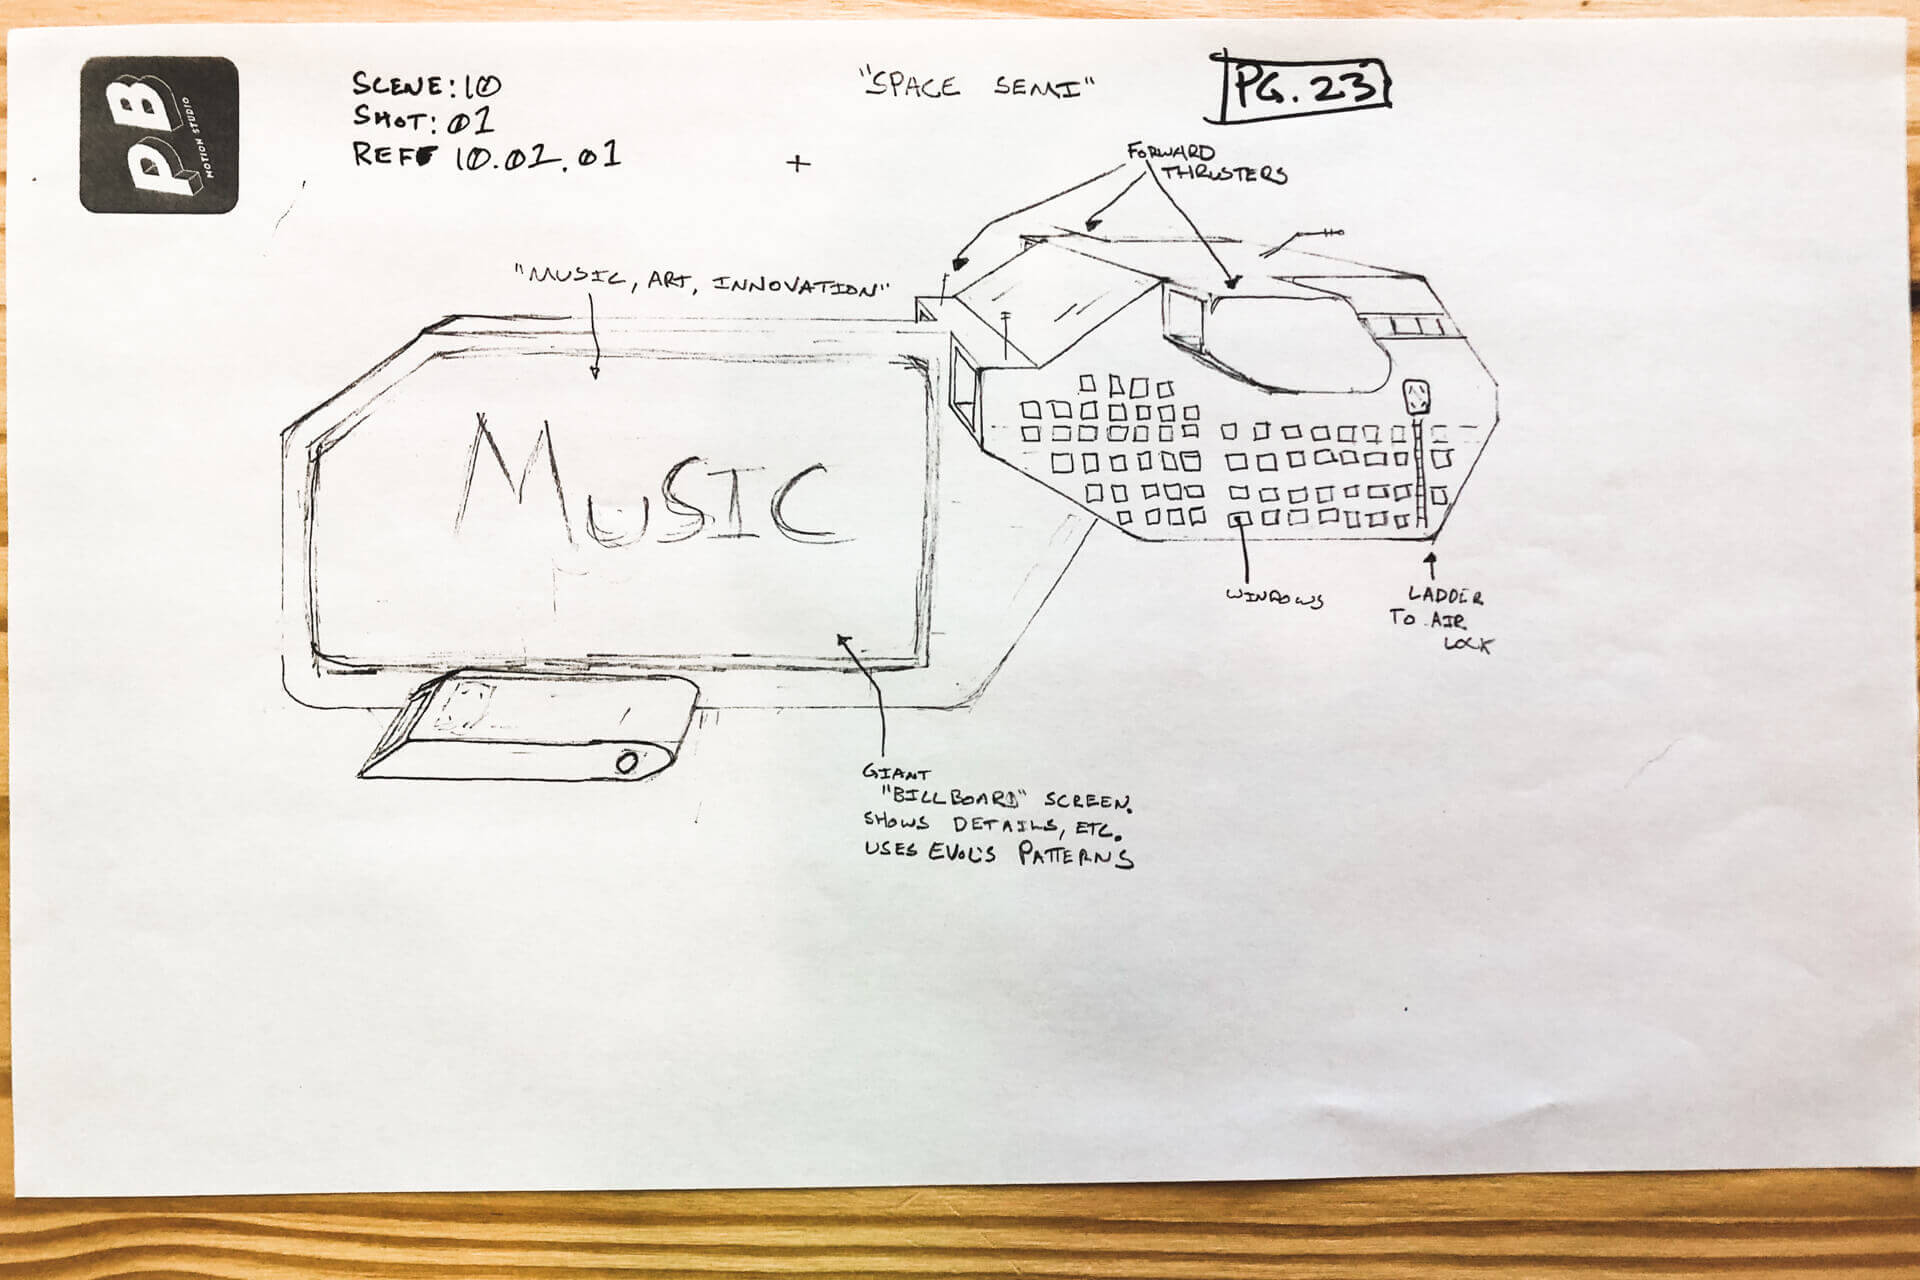 PB
MOTION STUDIO
SCENE: 10
SHOT: 01
REF 10.01.01
"SPACE SEMI"
PG. 23
FORWARD
THRUSTERS
"MUSIC, ART, INNOVATION"
MUSIC
WINDOWS
LADDER
TO AIR
LOCK
GIANT
"BILLBOARD" SCREEN.
SHOWS DETAILS, ETC.
USES EVOL'S PATTERNS